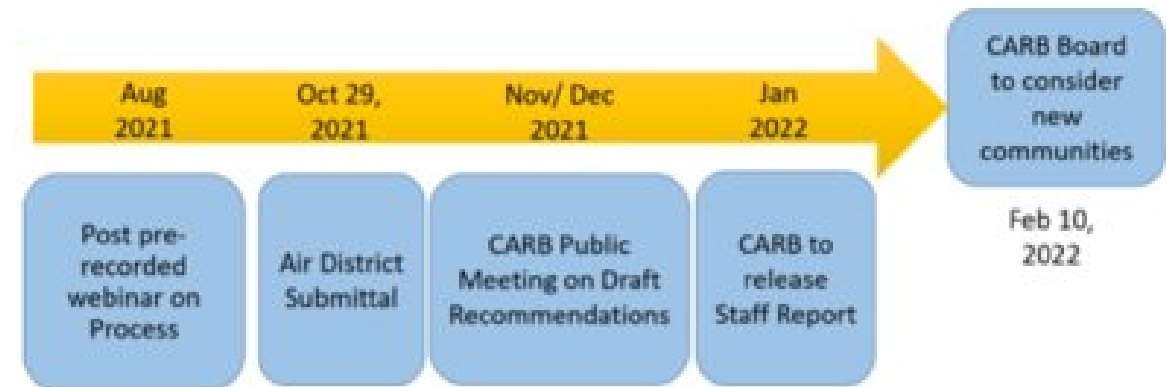 Aug
2021
Oct 29,
2021
Nov/ Dec
2021
Jan
2022
CARB Board
to consider
new
communities
Feb 10,
2022
Post pre-
recorded
webinar on
Process
Air District
Submittal
CARB Public
Meeting on Draft
Recommendations
CARB to
release
Staff Report